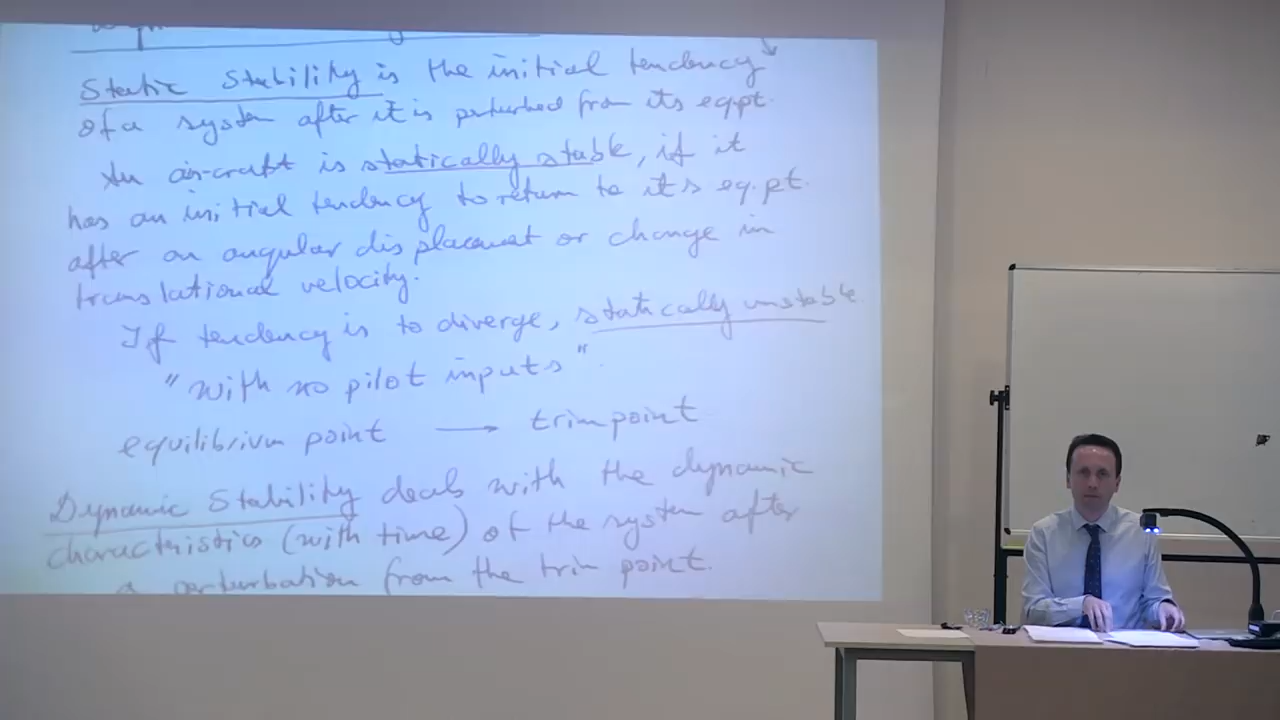 Static Stability is the initial tendency
of a system after it is perturbed from its eq.pt.
An aircraft is statically stable, if it
has an initial tendency to return to it's eq.pt.
after an angular displacement or change in
translational velocity.
If tendency is to diverge, statically unstable
"with no pilot inputs".
equilibrium point → trim point
Dynamic Stability deals with the dynamic
characteristics (with time) of the system after
a perturbation from the trim point.